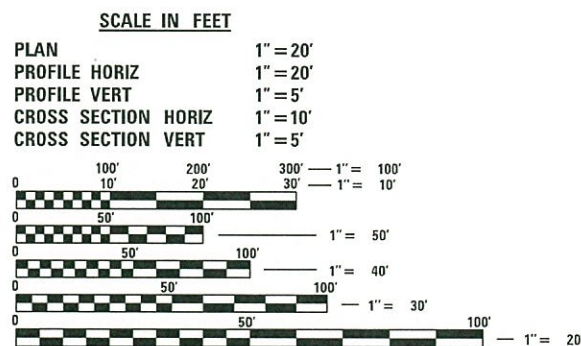 SCALE IN FEET
PLAN 1"=20'
PROFILE HORIZ 1"=20'
PROFILE VERT 1"=5'
CROSS SECTION HORIZ 1"=10'
CROSS SECTION VERT 1"=5'
100' 200' 300' 1"= 100'
0 10' 20' 30' 1"= 10'
0 50' 100'
1"= 50'
0 50' 100'
1"= 40'
0 50' 100'
1"= 30'
0 50' 100'
1"= 20